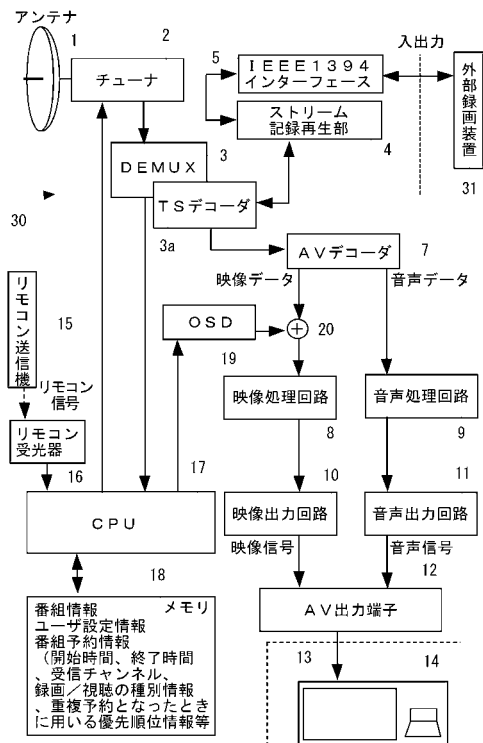 アンテナ
1
2
チューナ
5
IEEE1394
インターフェース
入出力
外部録画装置
31
ストリーム
記録再生部
4
DEMUX
3
TSデコーダ
3a
30
AVデコーダ
7
映像データ
音声データ
リモコン送信機
15
OSD
20
19
リモコン
信号
映像処理回路
音声処理回路
リモコン
受光器
8
9
16
17
10
11
CPU
映像出力回路
音声出力回路
映像信号
音声信号
18
12
AV出力端子
番組情報
メモリ
ユーザ設定情報
番組予約情報
(開始時間、終了時間
、受信チャンネル、
録画/視聴の種別情報
、重複予約となったとき
に用いる優先順位情報等
13
14